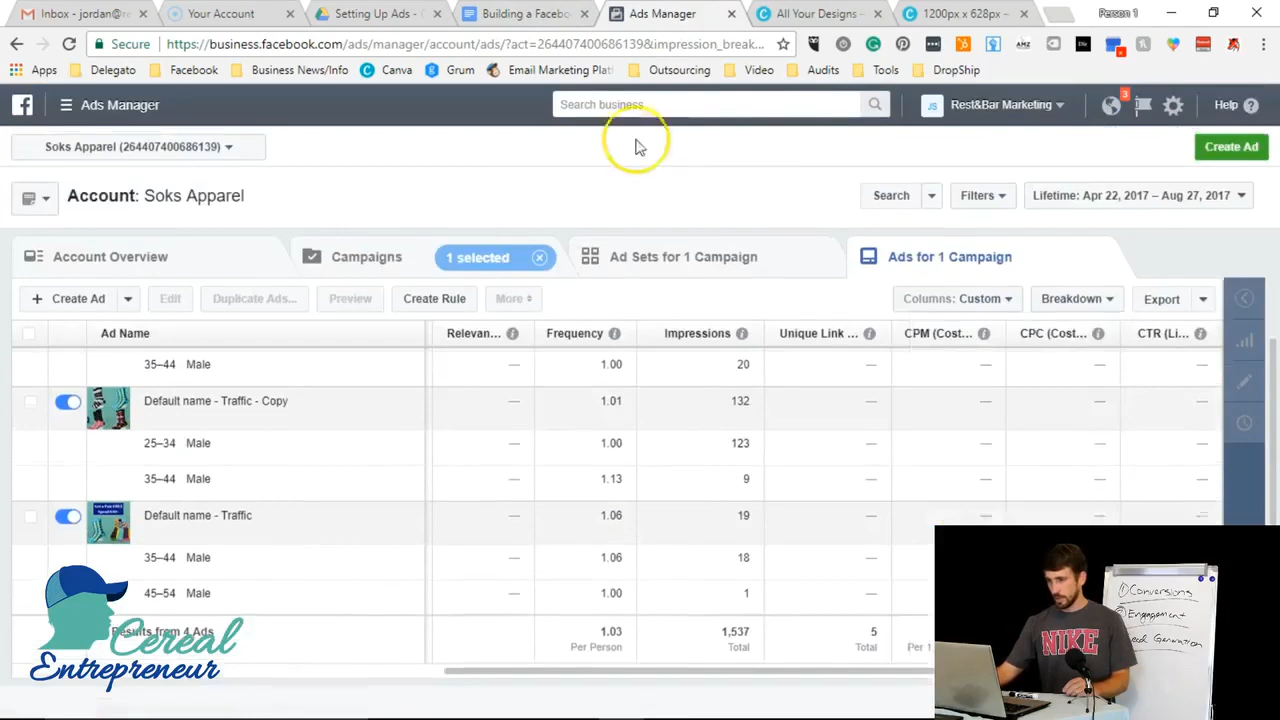 Inbox - jordan@re
Your Account
Setting Up Ads -
Building a Facebo
Ads Manager
All Your Designs -
1200px x 628px –
Person 1
Secure
https://business.facebook.com/ads/manager/account/ads/?act=264407400686139&impression_break...
Apps
Delegato
Facebook
Business News/Info
Canva
Grum
Email Marketing Plat
Outsourcing
Video
Audits
Tools
DropShip
Ads Manager
Search business
JS
Rest&Bar Marketing
3
Help
Soks Apparel (264407400686139)
Create Ad
Account: Soks Apparel
Search
Filters
Lifetime: Apr 22, 2017 – Aug 27, 2017
Account Overview
Campaigns
1 selected
Ad Sets for 1 Campaign
Ads for 1 Campaign
+ Create Ad
Edit
Duplicate Ads...
Preview
Create Rule
More
Columns: Custom
Breakdown
Export
Ad Name
Relevan...
Frequency
Impressions
Unique Link ...
CPM (Cost...
CPC (Cost...
CTR (Li...
35–44 Male — 1.00 20 — — — —
Default name - Traffic - Copy — 1.01 132 — — — —
25–34 Male — 1.00 123 — — — —
35–44 Male — 1.13 9 — — — —
Default name - Traffic — 1.06 19 — — — —
35–44 Male — 1.06 18 —
45–54 Male — 1.00 1 —
Results from 4 Ads 1.03 1,537 5
Per Person Total Total Per 1
Cereal
Entrepreneur
NIKE
① Conversions
Engagement
Lead Generation